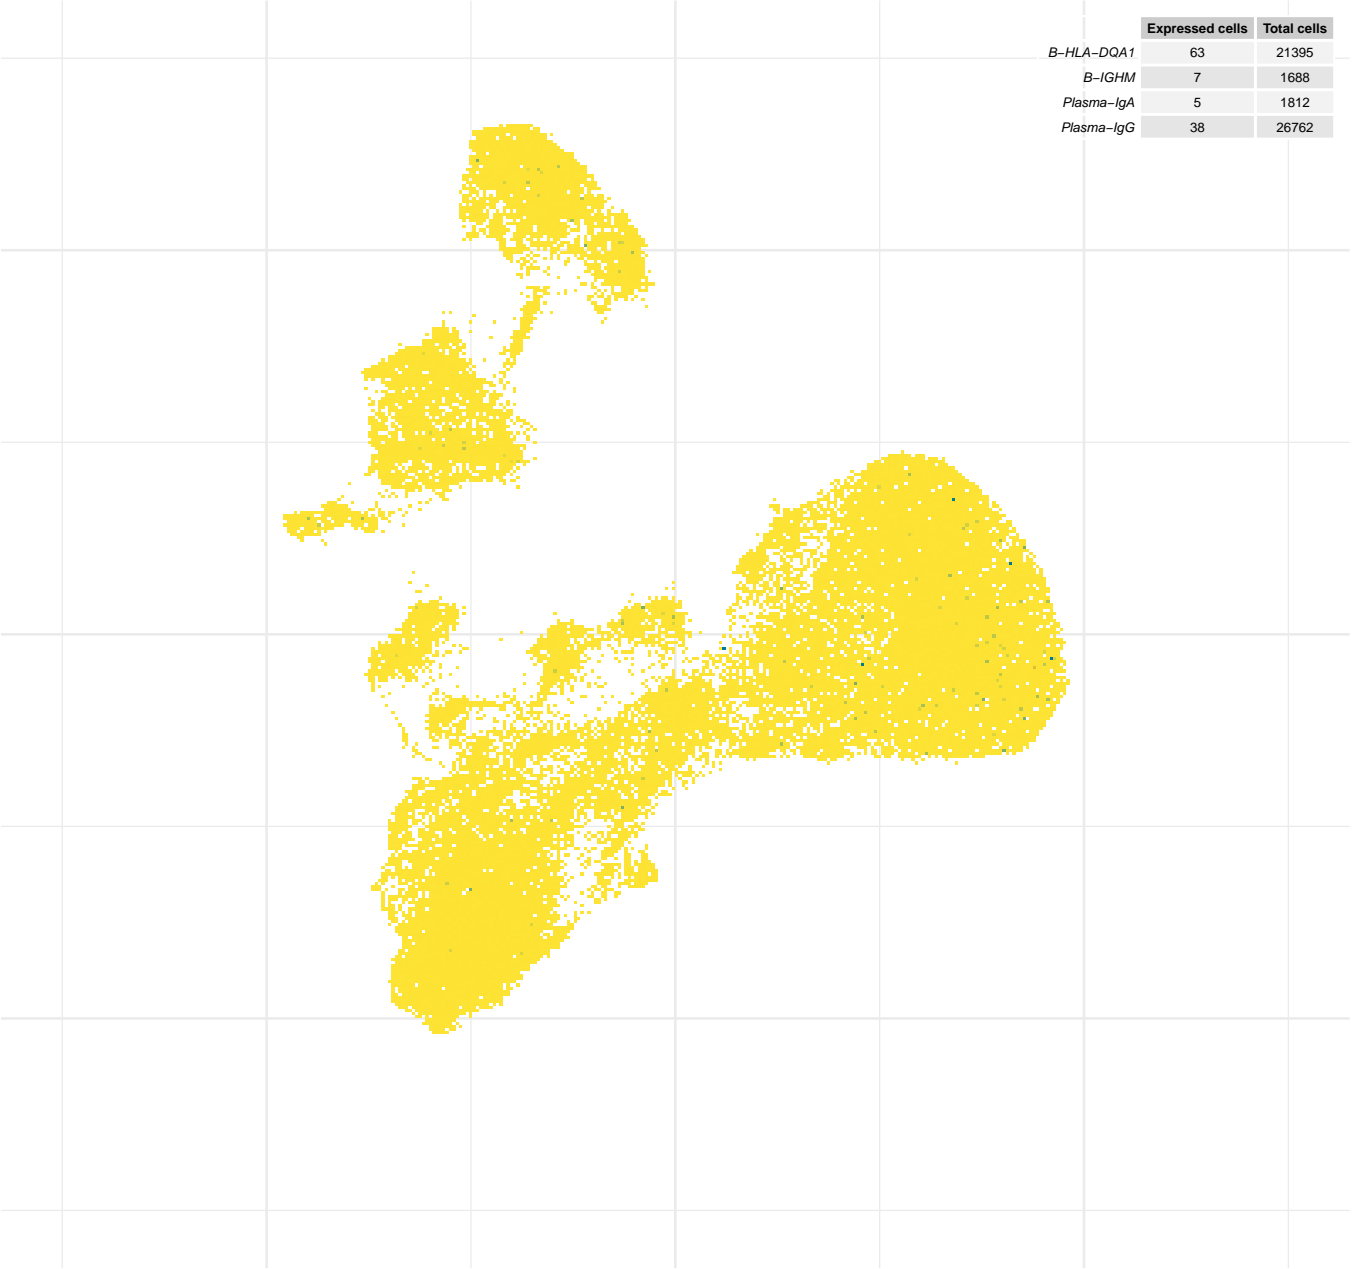 Expressed cells Total cells
B−HLA−DQA1 63 21395
B−IGHM 7 1688
Plasma−IgA 5 1812
Plasma−IgG 38 26762